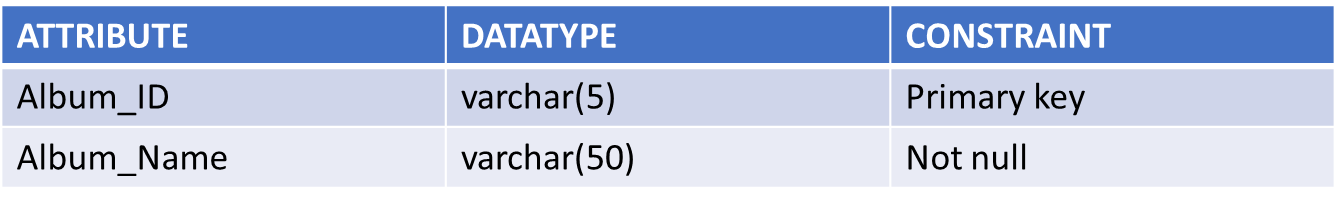 ATTRIBUTE DATATYPE CONSTRAINT
Album_ID varchar(5) Primary key
Album_Name varchar(50) Not null